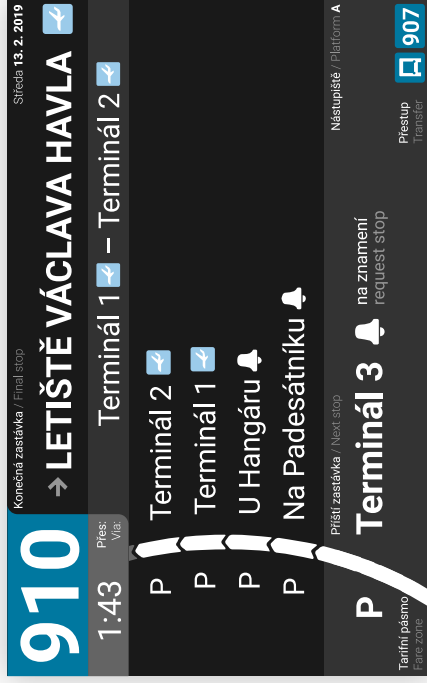 910
Konečná zastávka / Final stop
Středa 13. 2. 2019
→ LETIŠTĚ VÁCLAVA HAVLA
1:43
Přes:
Via:
Terminál 1 – Terminál 2
P Terminál 2
P Terminál 1
P U Hangáru
P Na Padesátníku
Příští zastávka / Next stop
Nástupiště / Platform A
P Terminál 3
na znamení
request stop
Tarifní pásmo
Fare zone
Přestup
Transfer
907